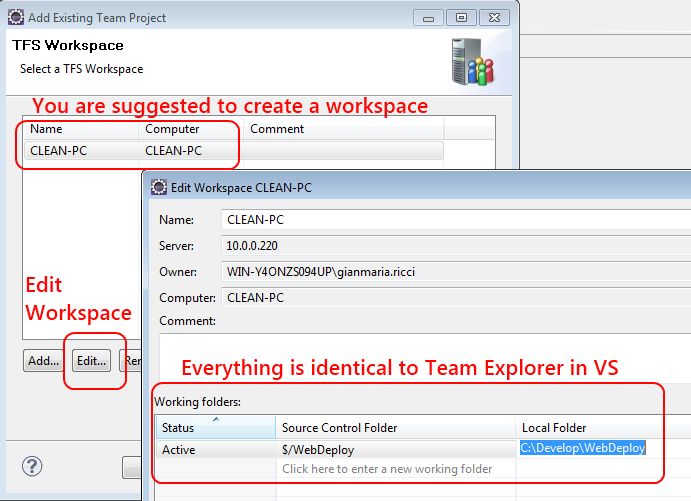 Add Existing Team Project
TFS Workspace
Select a TFS Workspace
You are suggested to create a workspace
Name Computer Comment
CLEAN-PC CLEAN-PC
Edit
Workspace
Add... Edit...
Edit Workspace CLEAN-PC
Name: CLEAN-PC
Server: 10.0.0.220
Owner: WIN-Y4ONZS094UP\gianmaria.ricci
Computer: CLEAN-PC
Comment:
Everything is identical to Team Explorer in VS
Working folders:
Status Source Control Folder Local Folder
Active $/WebDeploy C:\Develop\WebDeploy
Click here to enter a new working folder